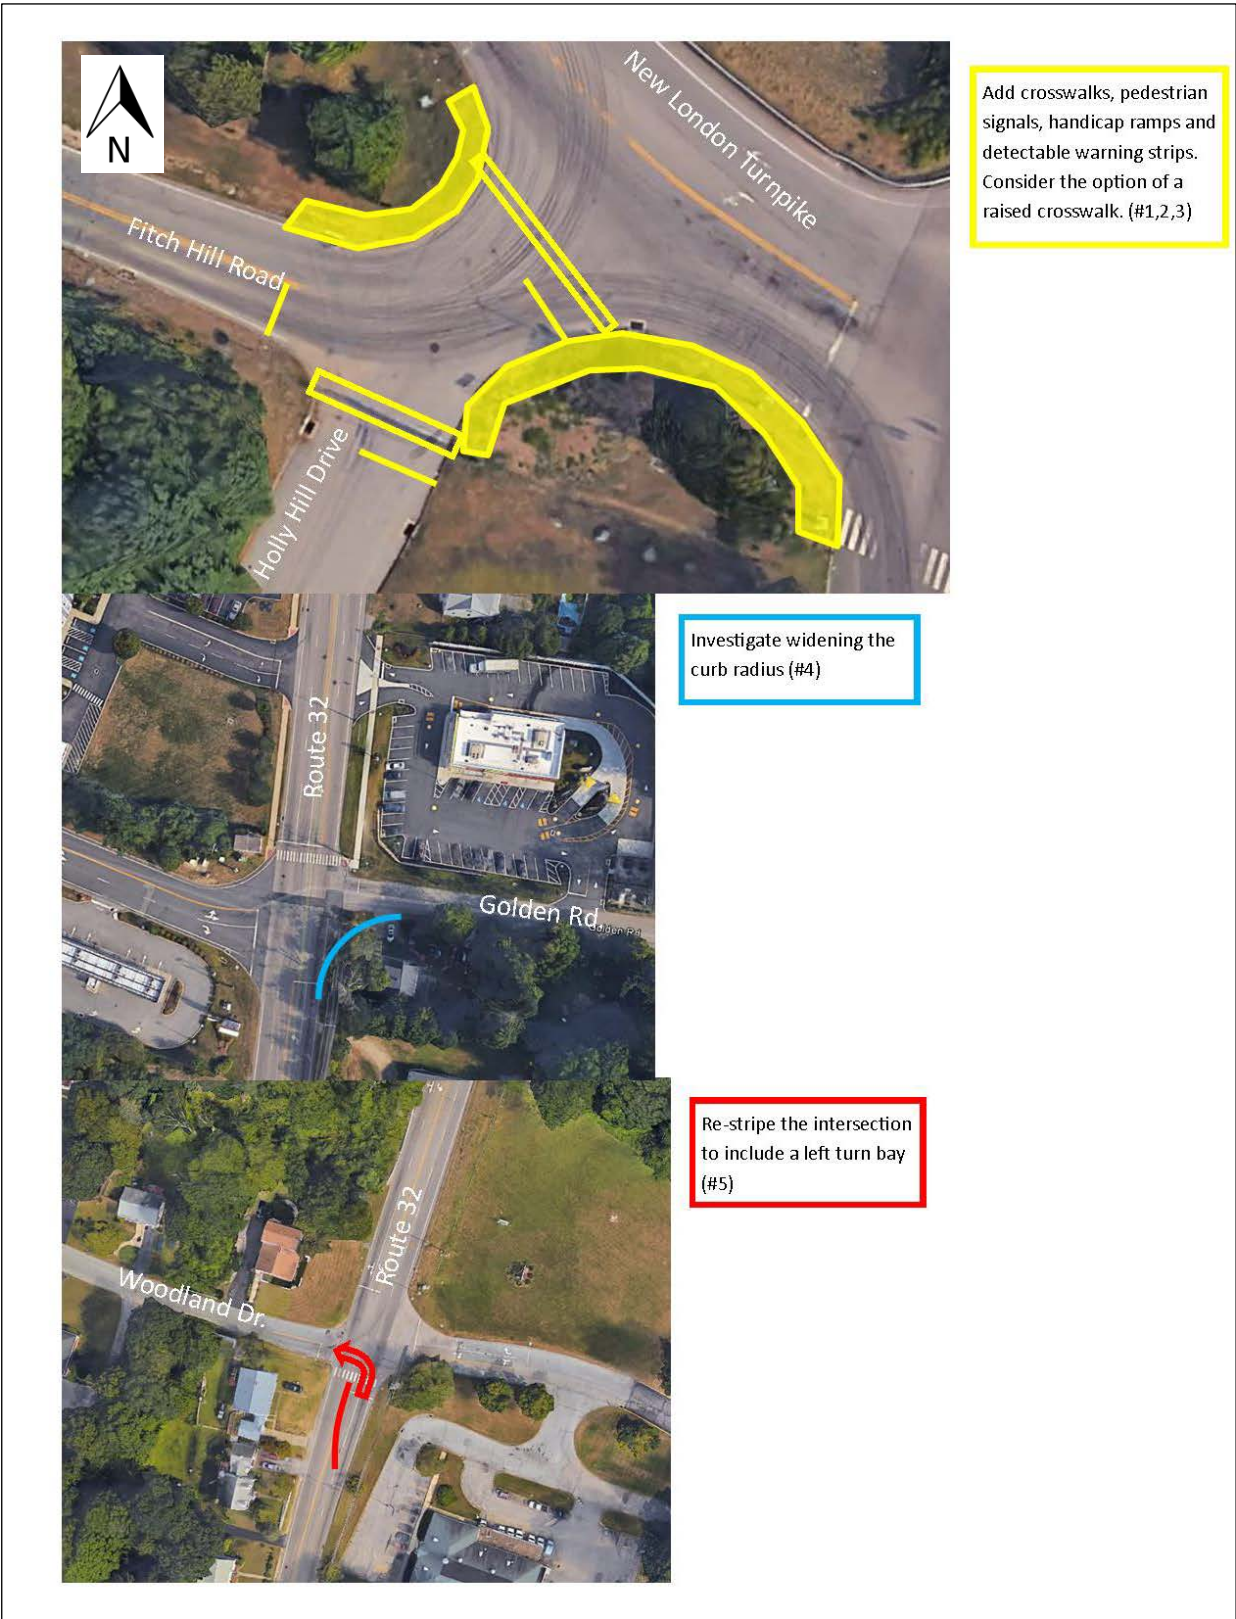 N
New London Turnpike
Fitch Hill Road
Holly Hill Drive
Add crosswalks, pedestrian
signals, handicap ramps and
detectable warning strips.
Consider the option of a
raised crosswalk. (#1,2,3)
Route 32
Golden Rd.
Golden Rd
Investigate widening the
curb radius (#4)
Route 32
Woodland Dr.
Re-stripe the intersection
to include a left turn bay
(#5)